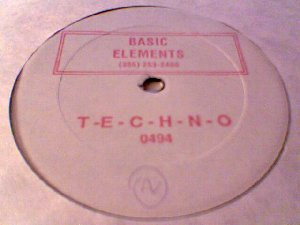 BASIC
ELEMENTS
T-E-C-H-N-O
0494